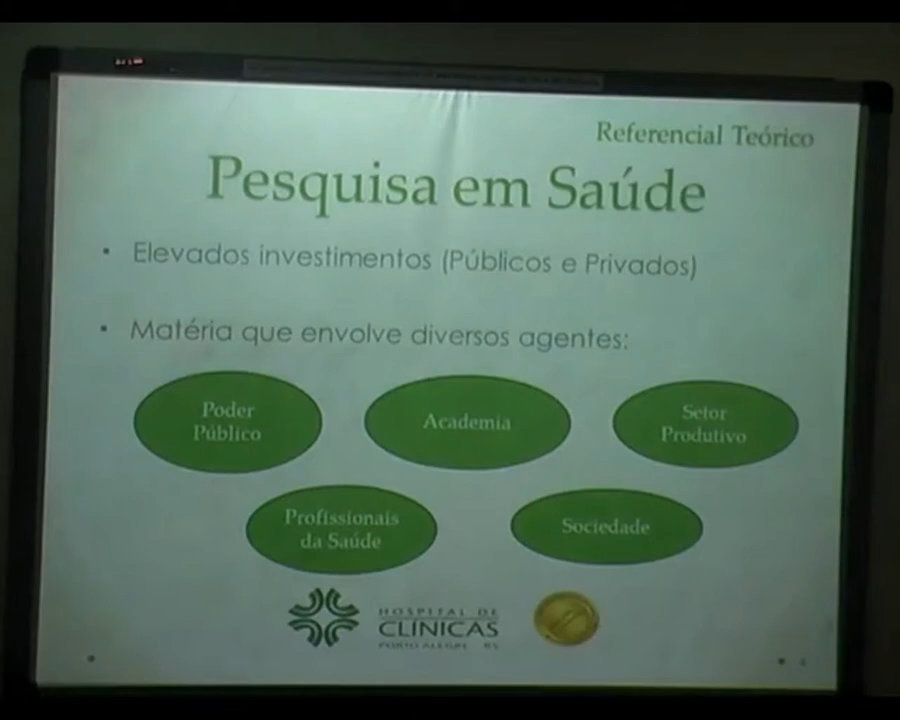 Referencial Teórico
Pesquisa em Saúde
• Elevados investimentos (Públicos e Privados)
• Matéria que envolve diversos agentes:
Poder
Público
Academia
Setor
Produtivo
Profissionais
da Saúde
Sociedade
HOSPITAL DE
CLÍNICAS
PORTO ALEGRE RS